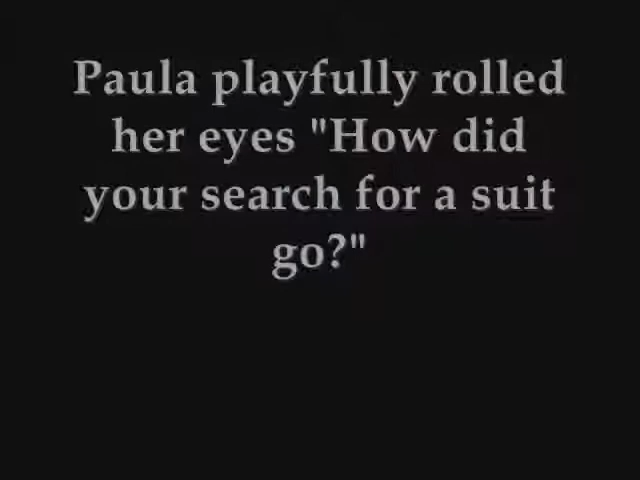 Paula playfully rolled
her eyes "How did
your search for a suit
go?"